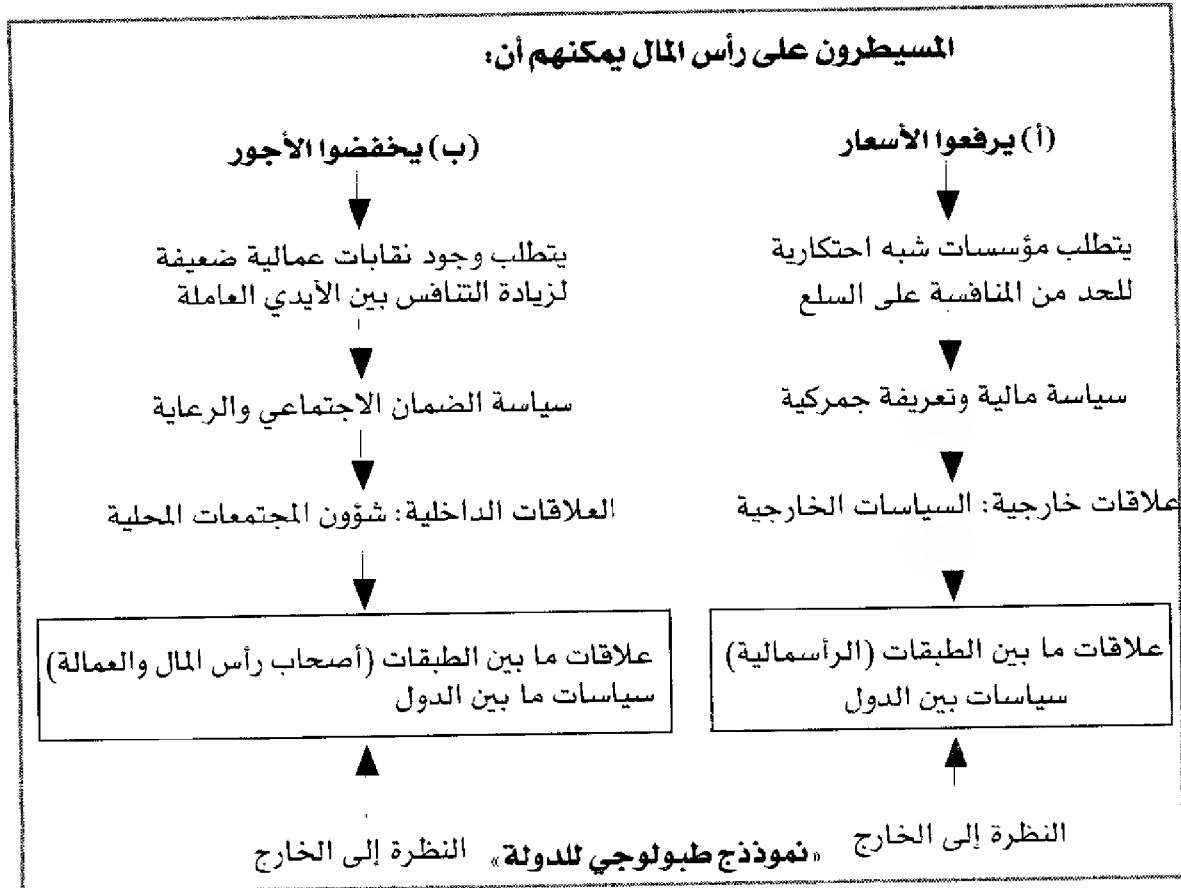 المسيطرون على رأس المال يمكنهم أن:
(أ) يرفعوا الأسعار
يتطلب مؤسسات شبه احتكارية
للحد من المنافسة على السلع
سياسة مالية وتعريفة جمركية
علاقات خارجية: السياسات الخارجية
علاقات ما بين الطبقات (الرأسمالية)
سياسات بين الدول
النظرة إلى الخارج
(ب) يخفضوا الأجور
يتطلب وجود نقابات عمالية ضعيفة
لزيادة التنافس بين الأيدي العاملة
سياسة الضمان الاجتماعي والرعاية
العلاقات الداخلية: شؤون المجتمعات المحلية
علاقات ما بين الطبقات (أصحاب رأس المال والعمالة)
سياسات ما بين الدول
النظرة إلى الخارج
«نموذذج طبولوجي للدولة»